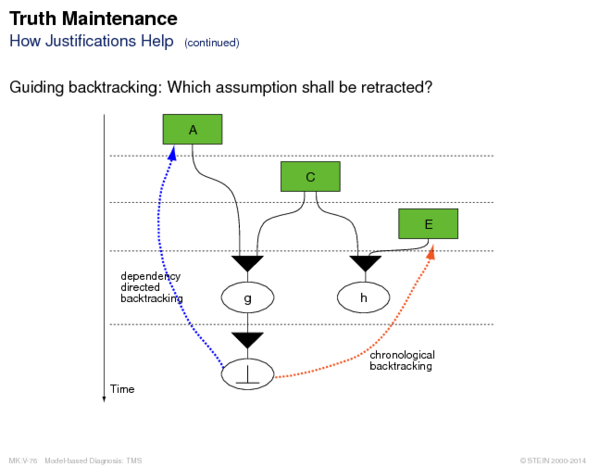 Truth Maintenance
How Justifications Help (continued)
Guiding backtracking: Which assumption shall be retracted?
A
C
E
dependency
directed
backtracking
g
h
⊥
chronological
backtracking
Time
MK:V-76 Model-based Diagnosis: TMS
© STEIN 2000-2014